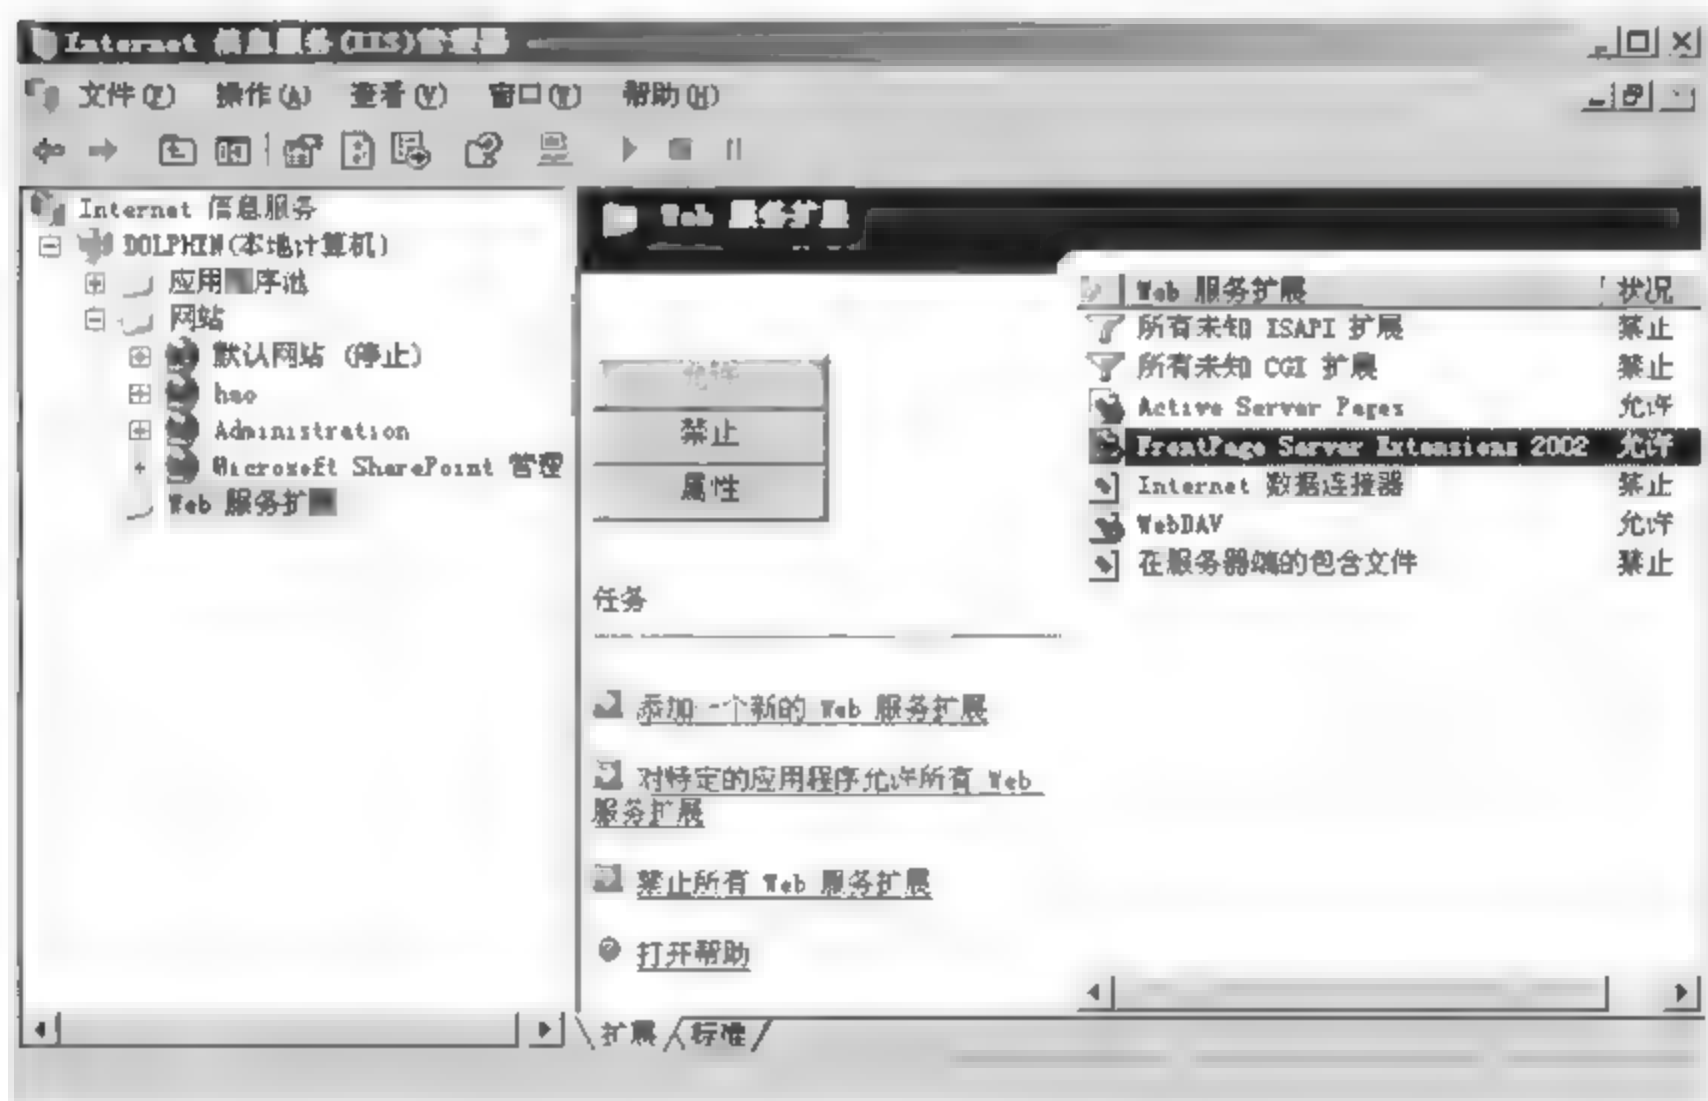 Internet 信息服务(IIS)管理器
文件(F) 操作(A) 查看(V) 窗口(W) 帮助(H)
Internet 信息服务
DOLPHIN(本地计算机)
应用程序池
网站
默认网站 (停止)
hao
Administration
Microsoft SharePoint 管理
Web 服务扩展
Web 服务扩展
允许
禁止
属性
任务
添加一个新的 Web 服务扩展
对特定的应用程序允许所有 Web
服务扩展
禁止所有 Web 服务扩展
打开帮助
Web 服务扩展 状况
所有未知 ISAPI 扩展 禁止
所有未知 CGI 扩展 禁止
Active Server Pages 允许
FrontPage Server Extensions 2002 允许
Internet 数据连接器 禁止
WebDAV 允许
在服务器端的包含文件 禁止
扩展 标准